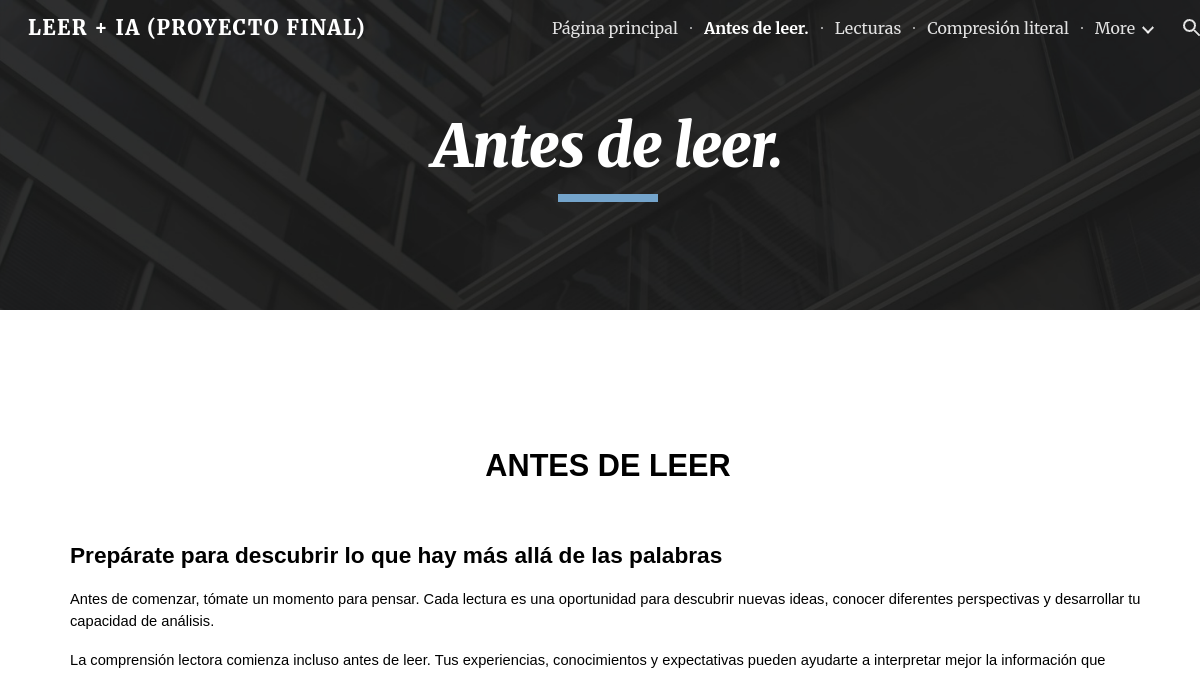 LEER + IA (PROYECTO FINAL)
Página principal · Antes de leer. · Lecturas · Compresión literal · More
Antes de leer.
ANTES DE LEER
Prepárate para descubrir lo que hay más allá de las palabras
Antes de comenzar, tómate un momento para pensar. Cada lectura es una oportunidad para descubrir nuevas ideas, conocer diferentes perspectivas y desarrollar tu
capacidad de análisis.
La comprensión lectora comienza incluso antes de leer. Tus experiencias, conocimientos y expectativas pueden ayudarte a interpretar mejor la información que